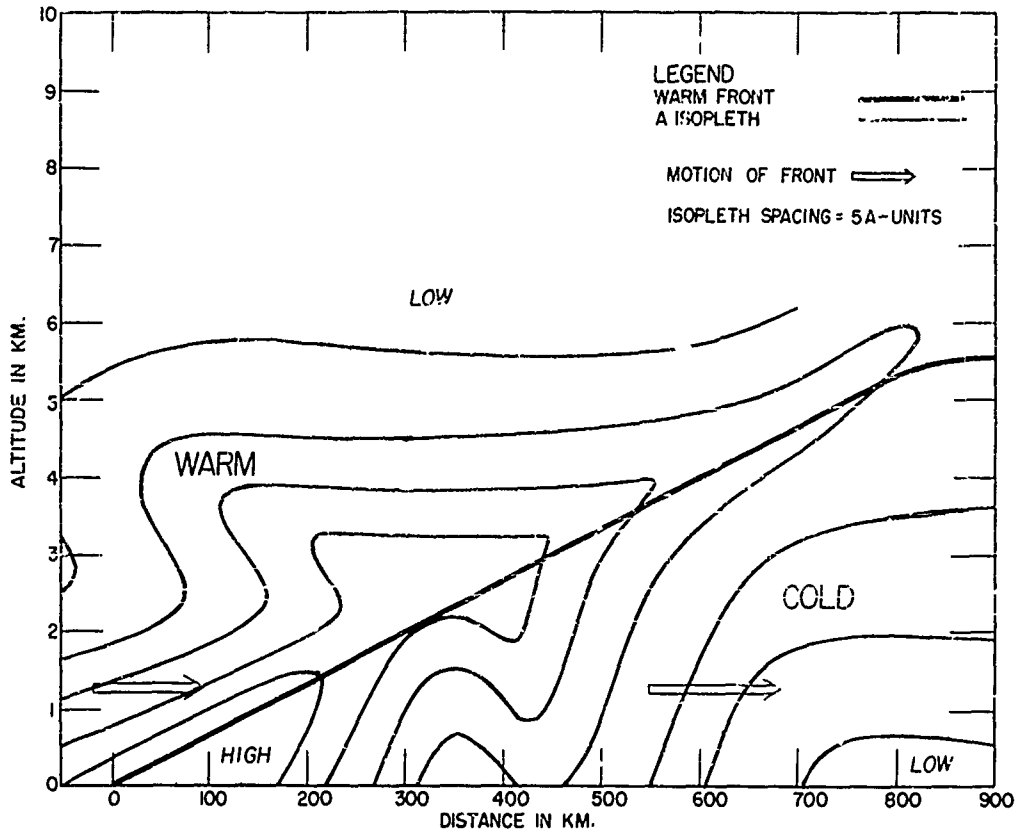 LEGEND
WARM FRONT
A ISOPLETH
MOTION OF FRONT
ISOPLETH SPACING = 5A-UNITS
10
9
8
7
6
5
4
3
2
1
0
ALTITUDE IN KM.
LOW
WARM
COLD
HIGH
LOW
0 100 200 300 400 500 600 700 800 900
DISTANCE IN KM.